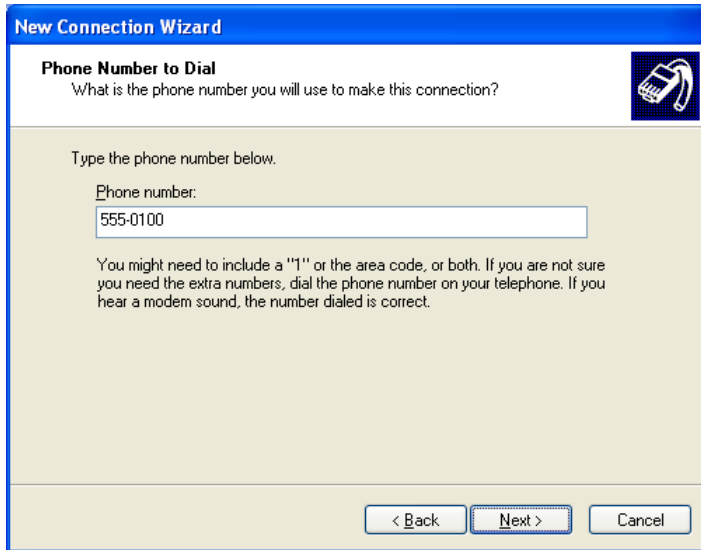 New Connection Wizard
Phone Number to Dial
What is the phone number you will use to make this connection?
Type the phone number below.
Phone number:
555-0100
You might need to include a "1" or the area code, or both. If you are not sure
you need the extra numbers, dial the phone number on your telephone. If you
hear a modem sound, the number dialed is correct.
< Back Next > Cancel